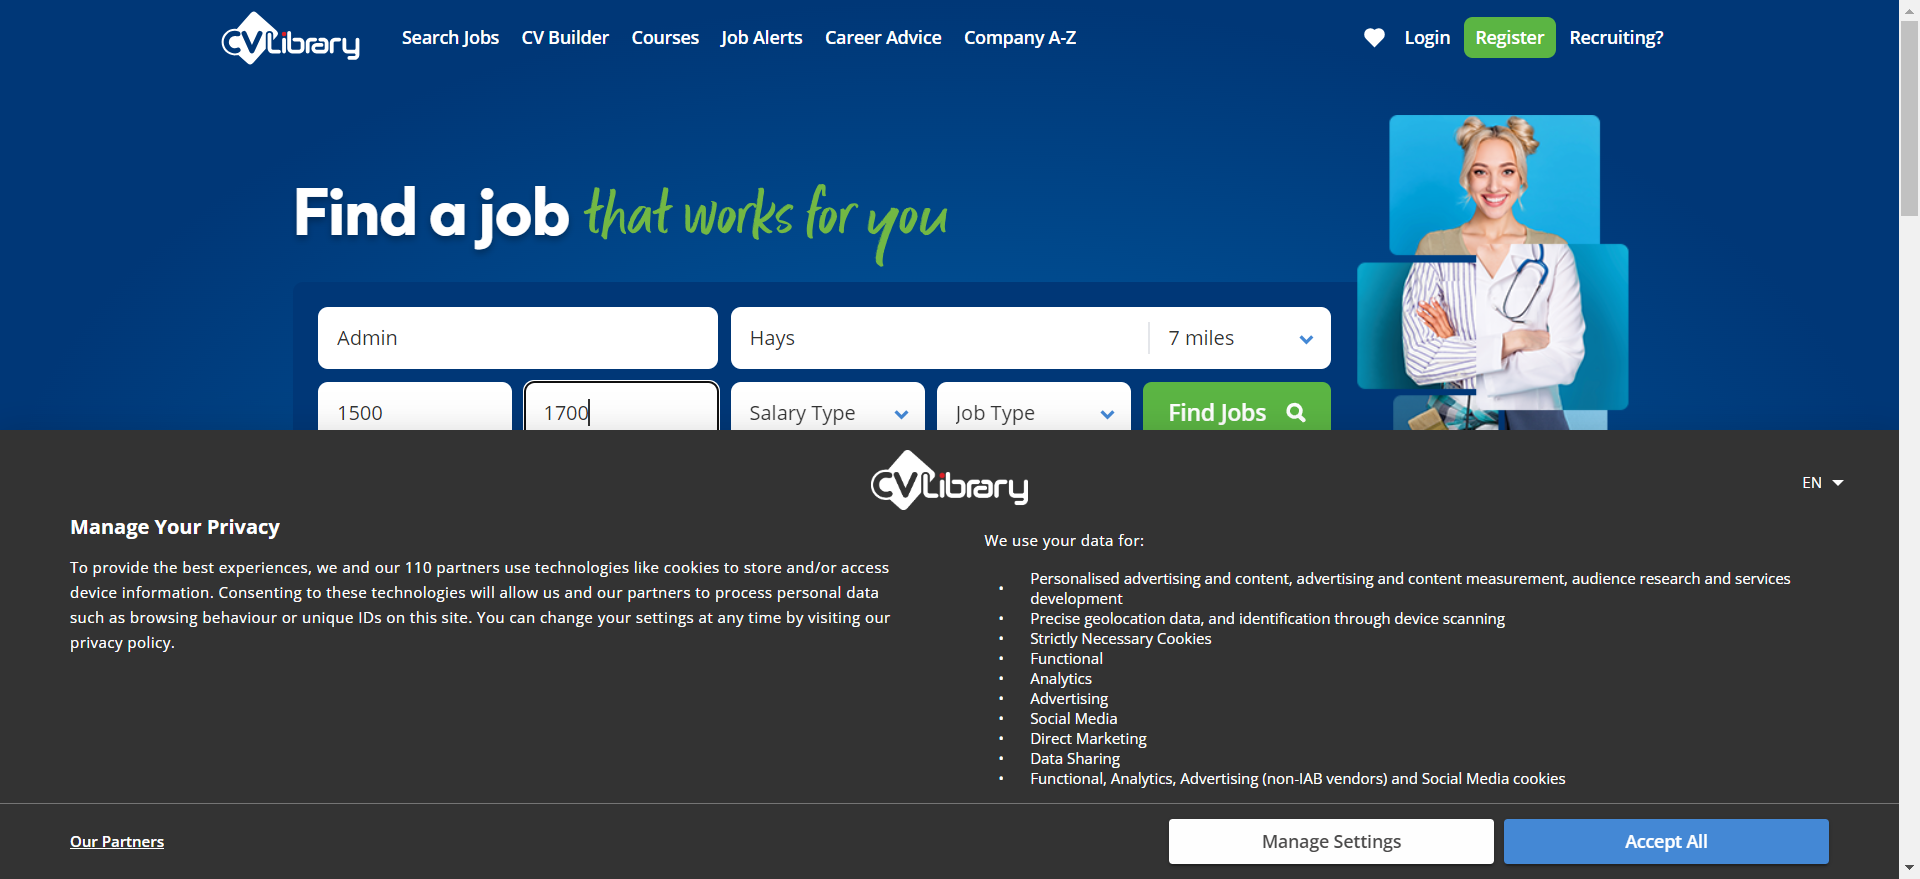 CVLibrary
Search Jobs
CV Builder
Courses
Job Alerts
Career Advice
Company A-Z
Login
Register
Recruiting?
Find a job that works for you
Admin
Hays
7 miles
1500
1700
Salary Type
Job Type
Find Jobs
CVLibrary
EN
Manage Your Privacy
To provide the best experiences, we and our 110 partners use technologies like cookies to store and/or access
device information. Consenting to these technologies will allow us and our partners to process personal data
such as browsing behaviour or unique IDs on this site. You can change your settings at any time by visiting our
privacy policy.
We use your data for:
• Personalised advertising and content, advertising and content measurement, audience research and services
development
• Precise geolocation data, and identification through device scanning
• Strictly Necessary Cookies
• Functional
• Analytics
• Advertising
• Social Media
• Direct Marketing
• Data Sharing
• Functional, Analytics, Advertising (non-IAB vendors) and Social Media cookies
Our Partners
Manage Settings
Accept All